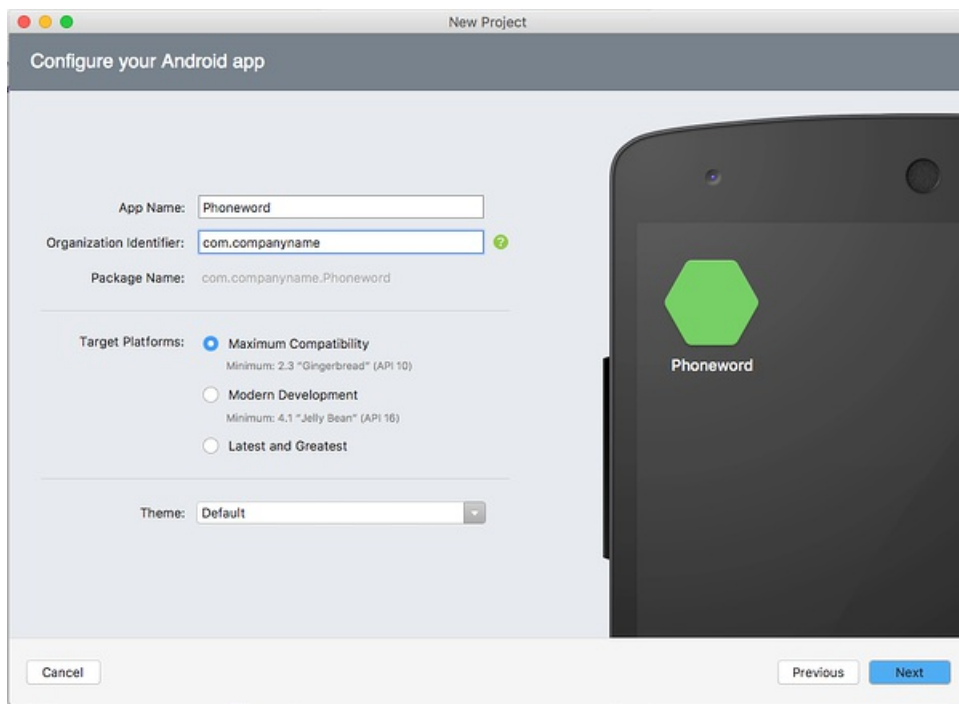 New Project
Configure your Android app
App Name: Phoneword
Organization Identifier: com.companyname ?
Package Name: com.companyname.Phoneword
Target Platforms: Maximum Compatibility
Minimum: 2.3 "Gingerbread" (API 10)
Modern Development
Minimum: 4.1 "Jelly Bean" (API 16)
Latest and Greatest
Theme: Default
Phoneword
Cancel Previous Next